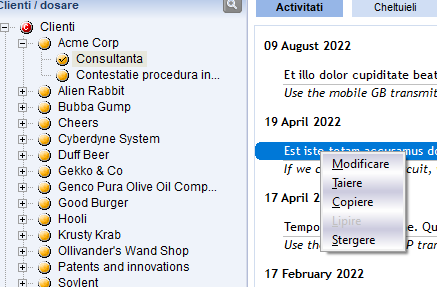 Clienti / dosare
Clienti
Acme Corp
Consultanta
Contestatie procedura in...
Alien Rabbit
Bubba Gump
Cheers
Cyberdyne System
Duff Beer
Gekko & Co
Genco Pura Olive Oil Comp...
Good Burger
Hooli
Krusty Krab
Ollivander's Wand Shop
Patents and innovations
Soylent
Activitati
Cheltuieli
09 August 2022
Et illo dolor cupiditate beat
Use the mobile GB transmit
19 April 2022
Est iste totam accusamus do
If we c
cuit,
17 April 2
Tempo
e. Qu
Use the
P trans
17 February 2022
Modificare
Taiere
Copiere
Lipire
Stergere